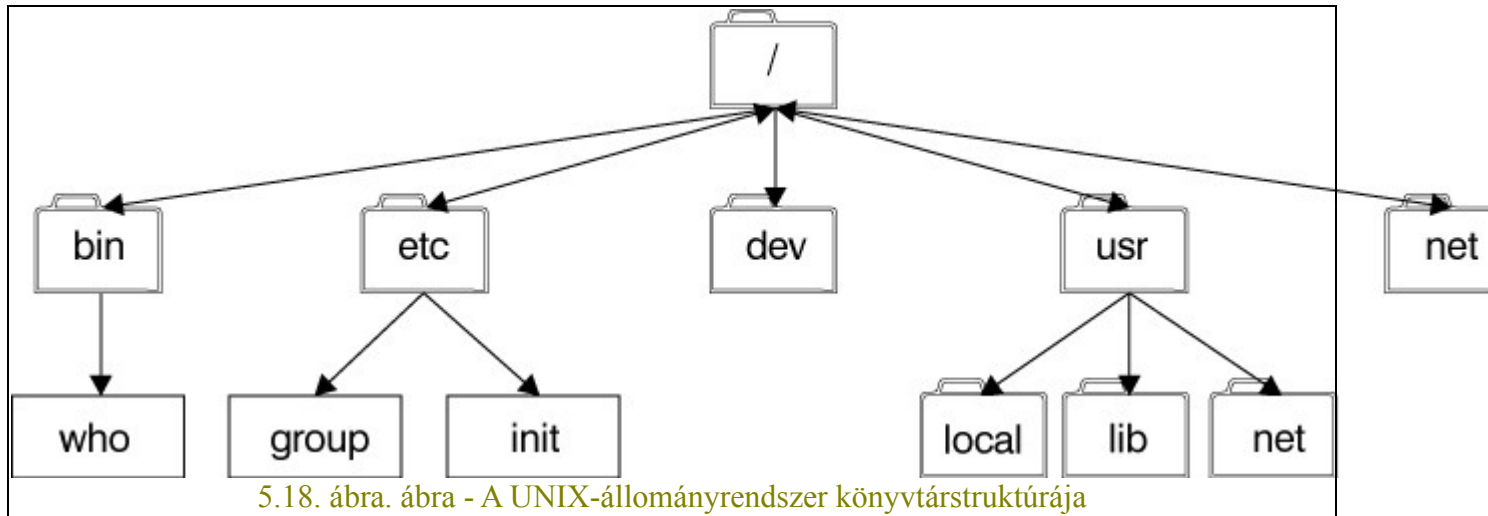 /
bin etc dev usr net
who group init local lib net
5.18. ábra. ábra - A UNIX-állományrendszer könyvtárstruktúrája